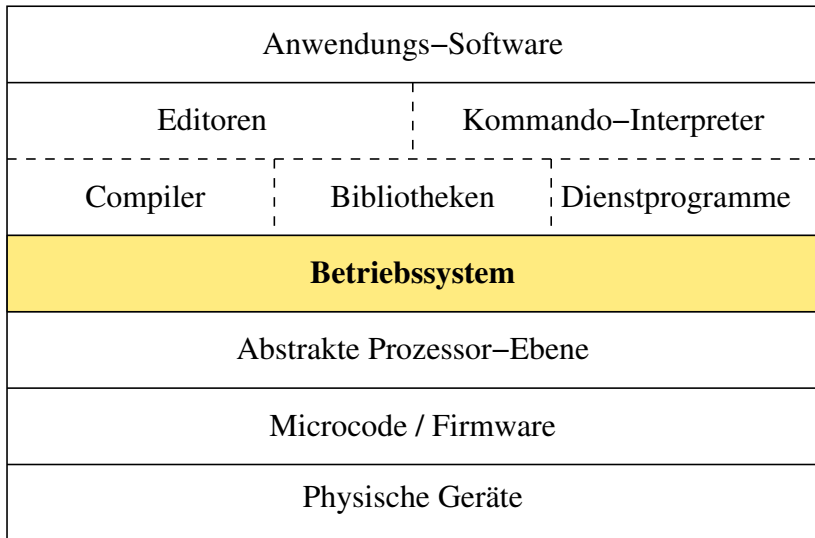 Anwendungs−Software
Editoren Kommando−Interpreter
Compiler Bibliotheken Dienstprogramme
Betriebssystem
Abstrakte Prozessor−Ebene
Microcode / Firmware
Physische Geräte